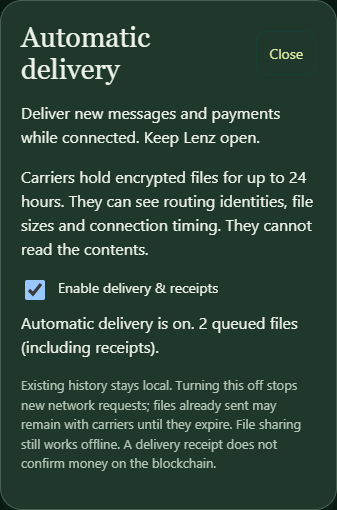 Automatic
delivery
Close
Deliver new messages and payments
while connected. Keep Lenz open.
Carriers hold encrypted files for up to 24
hours. They can see routing identities, file
sizes and connection timing. They cannot
read the contents.
Enable delivery & receipts
Automatic delivery is on. 2 queued files
(including receipts).
Existing history stays local. Turning this off stops
new network requests; files already sent may
remain with carriers until they expire. File sharing
still works offline. A delivery receipt does not
confirm money on the blockchain.